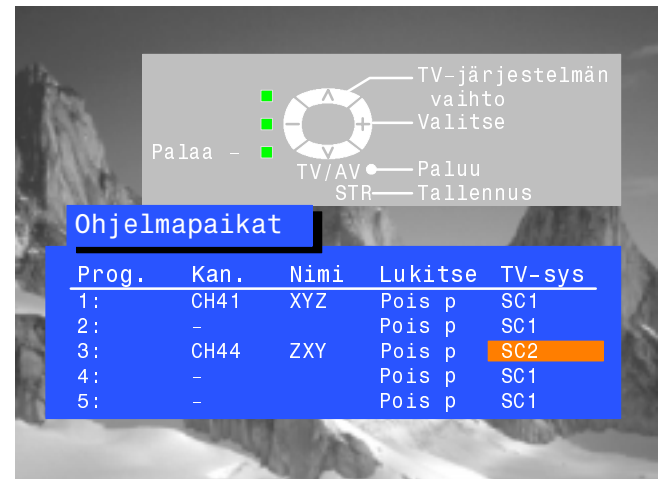 TV-järjestelmän
vaihto
Valitse
Palaa -
TV/AV Paluu
STR Tallennus
Ohjelmapaikat
Prog. Kan. Nimi Lukitse TV-sys
1: CH41 XYZ Pois p SC1
2: - Pois p SC1
3: CH44 ZXY Pois p SC2
4: - Pois p SC1
5: - Pois p SC1